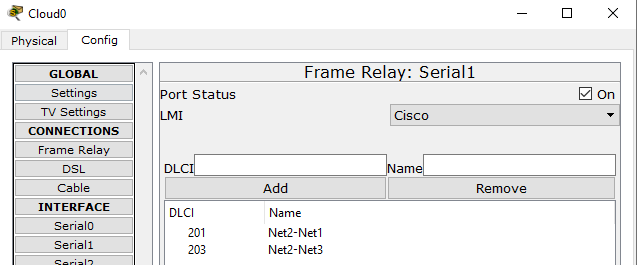 Cloud0
Physical Config
GLOBAL
Settings
TV Settings
CONNECTIONS
Frame Relay
DSL
Cable
INTERFACE
Serial0
Serial1
Serial2
Frame Relay: Serial1
Port Status On
LMI Cisco
DLCI Name
Add Remove
DLCI Name
201 Net2-Net1
203 Net2-Net3